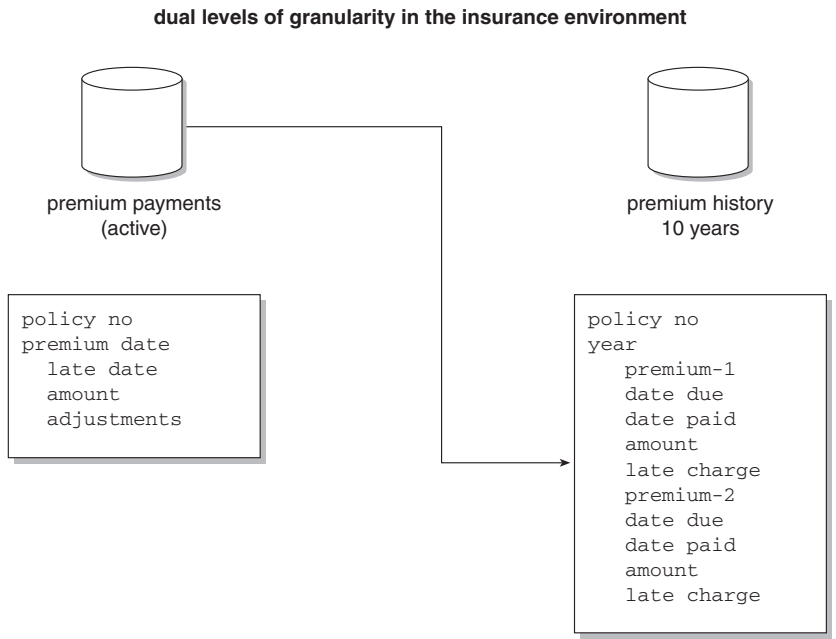 dual levels of granularity in the insurance environment
premium payments
(active)
premium history
10 years
policy no
premium date
late date
amount
adjustments
policy no
year
premium-1
date due
date paid
amount
late charge
premium-2
date due
date paid
amount
late charge